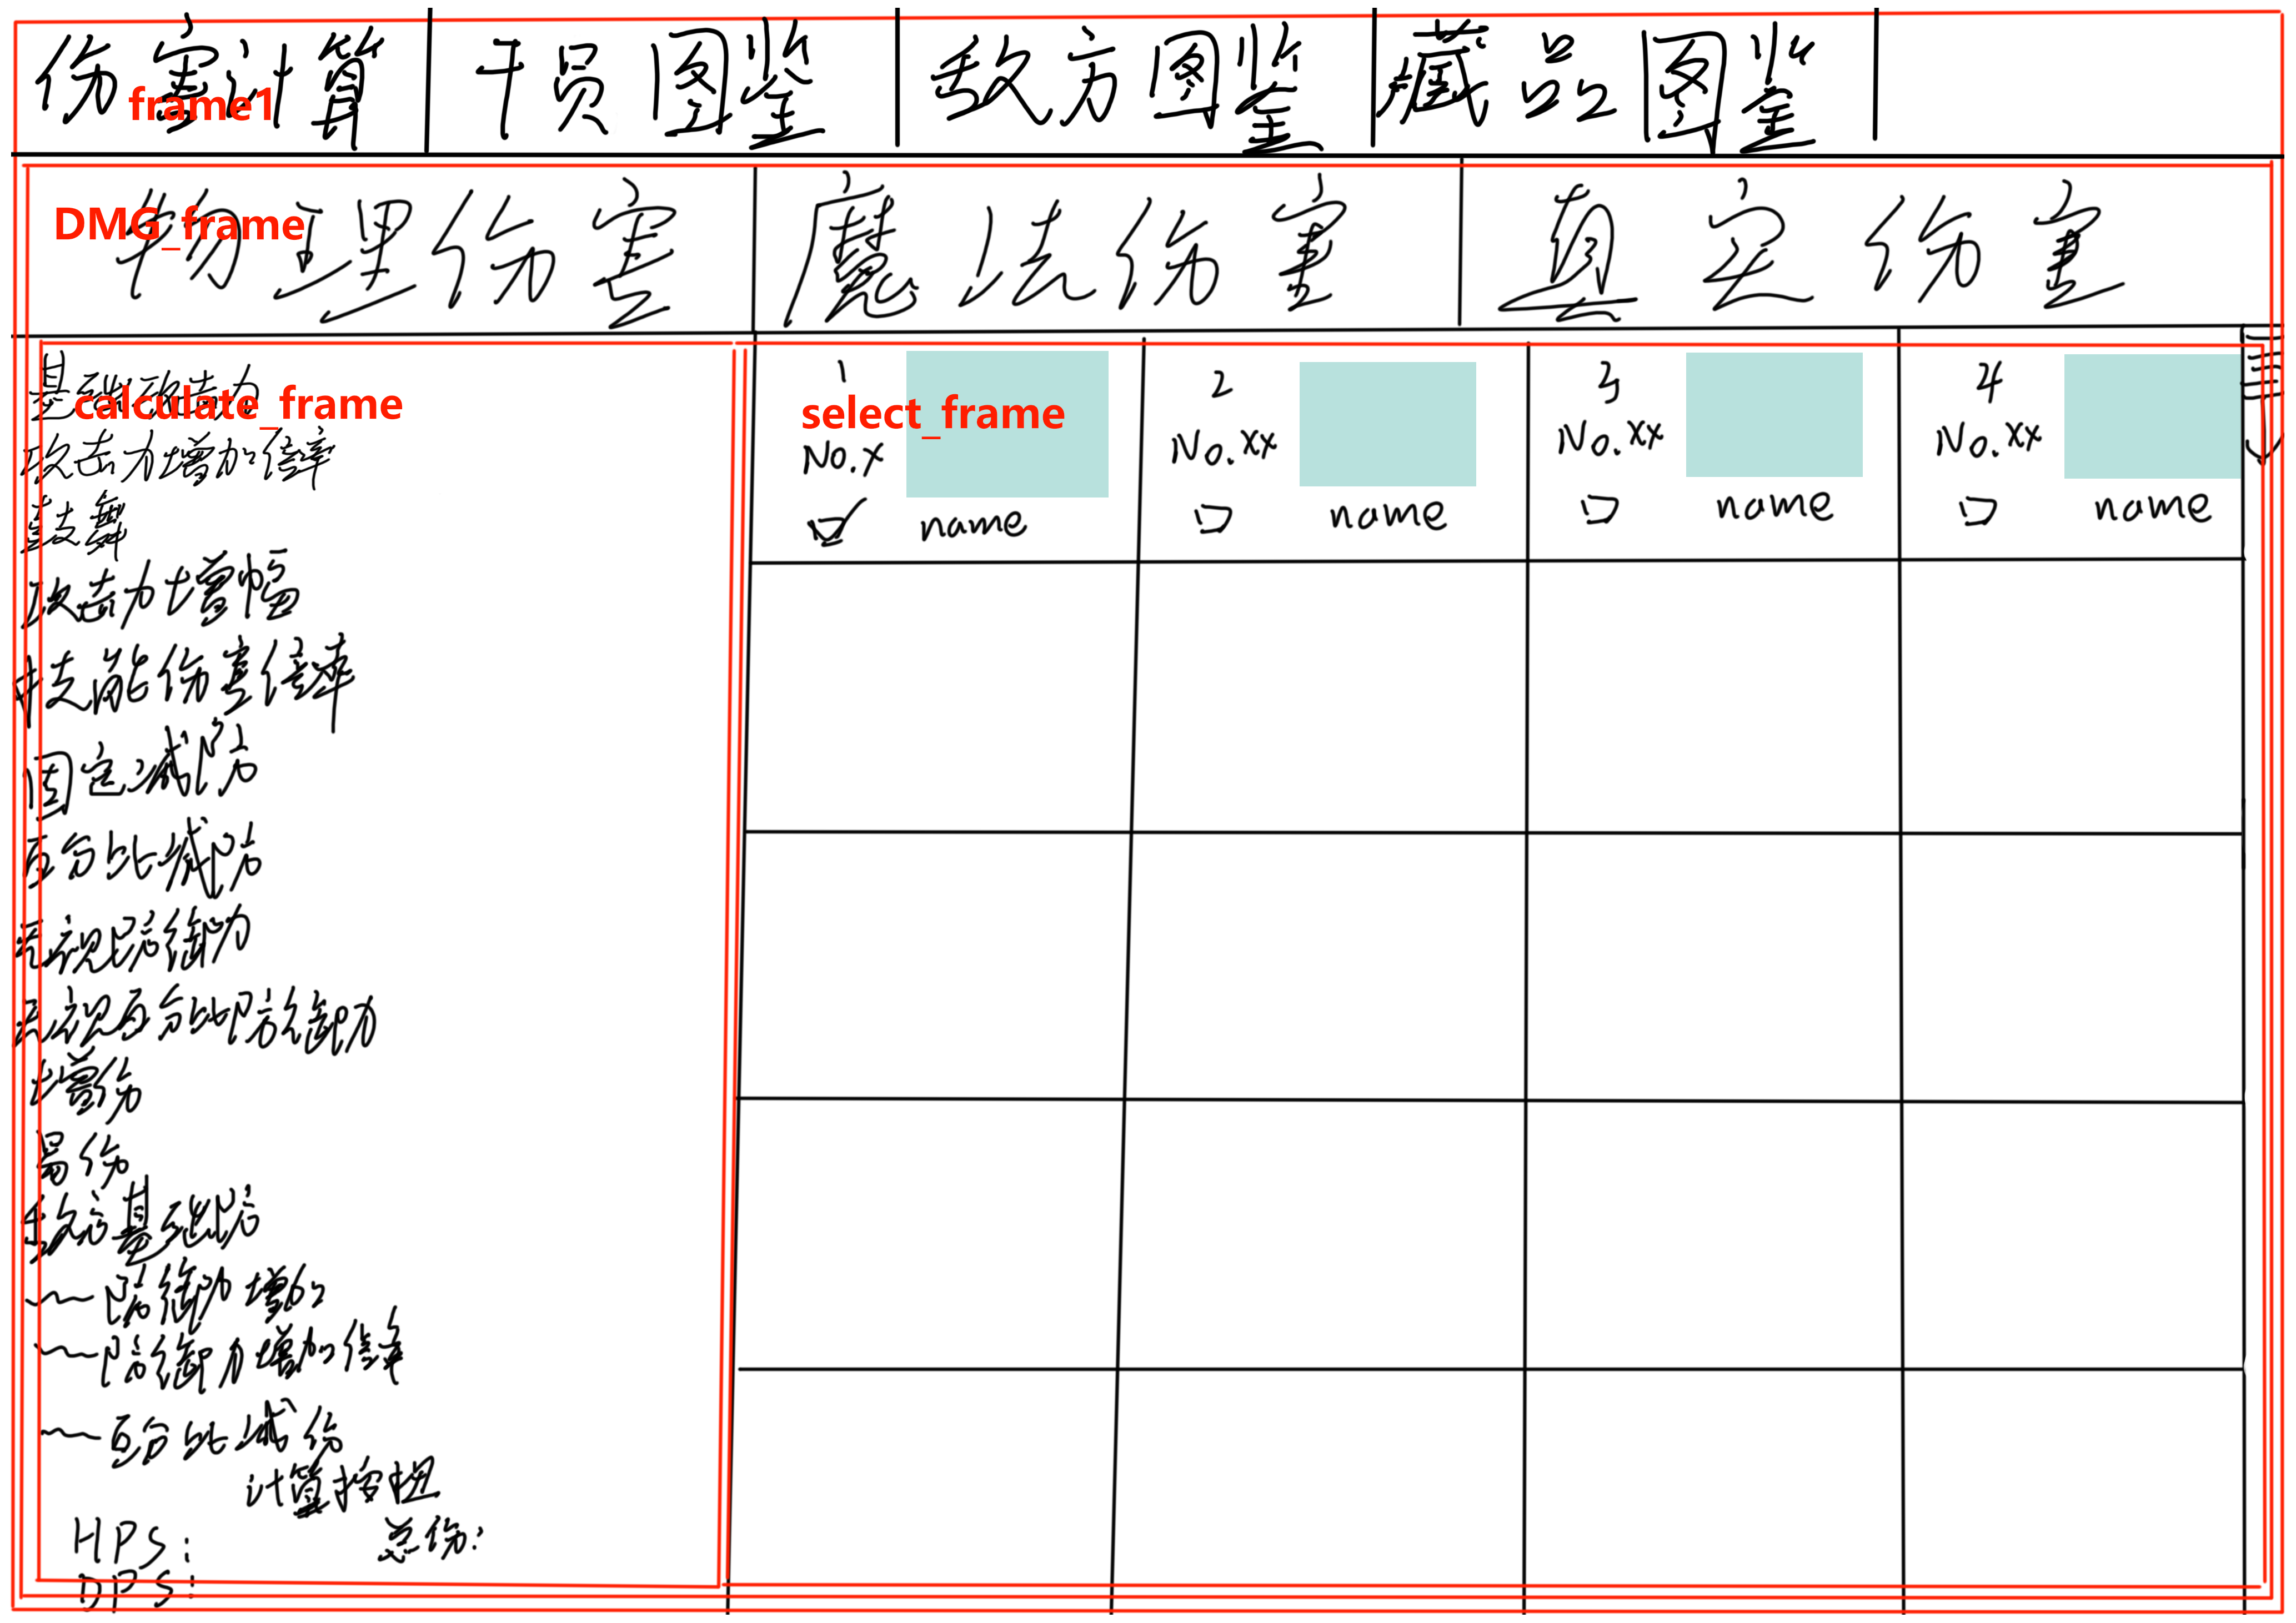 伤害计算 干员图鉴 敌方图鉴 藏品图鉴
frame1
物理伤害 魔法伤害 真实伤害
DMG_frame
基础攻击力
calculate_frame
攻击力增加倍率
鼓舞
攻击力增幅
技能伤害倍率
固定减防
百分比减防
无视防御力
无视百分比防御力
增伤
易伤
敌方基础防
~防御力增加
~防御力增加倍率
~百分比减伤
计算按钮
HPS: 总伤:
DPS:
select_frame
1 2 3 4
No.x No.xx No.xx No.xx
name name name name